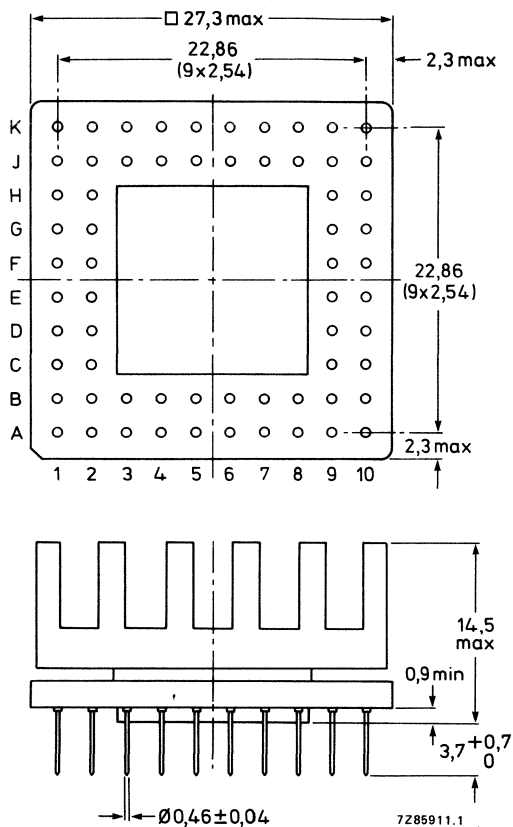 □ 27,3 max
22,86
(9x2,54)
2,3 max
K
J
H
G
F
E
D
C
B
A
22,86
(9x2,54)
2,3 max
1 2 3 4 5 6 7 8 9 10
14,5
max
0,9 min
3,7 +0,7
0
Ø0,46±0,04
7Z85911.1